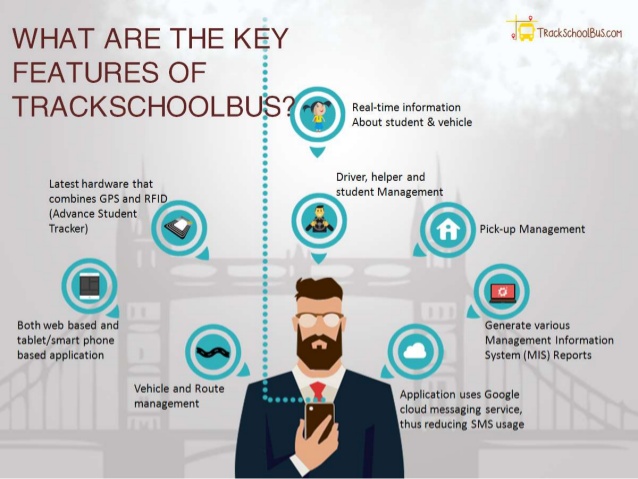 WHAT ARE THE KEY
FEATURES OF
TRACKSCHOOLBUS?
TRackSchoolBus.com
Real-time information
About student & vehicle
Driver, helper and
student Management
Latest hardware that
combines GPS and RFID
(Advance Student
Tracker)
Pick-up Management
Both web based and
tablet/smart phone
based application
Generate various
Management Information
System (MIS) Reports
Vehicle and Route
management
Application uses Google
cloud messaging service,
thus reducing SMS usage